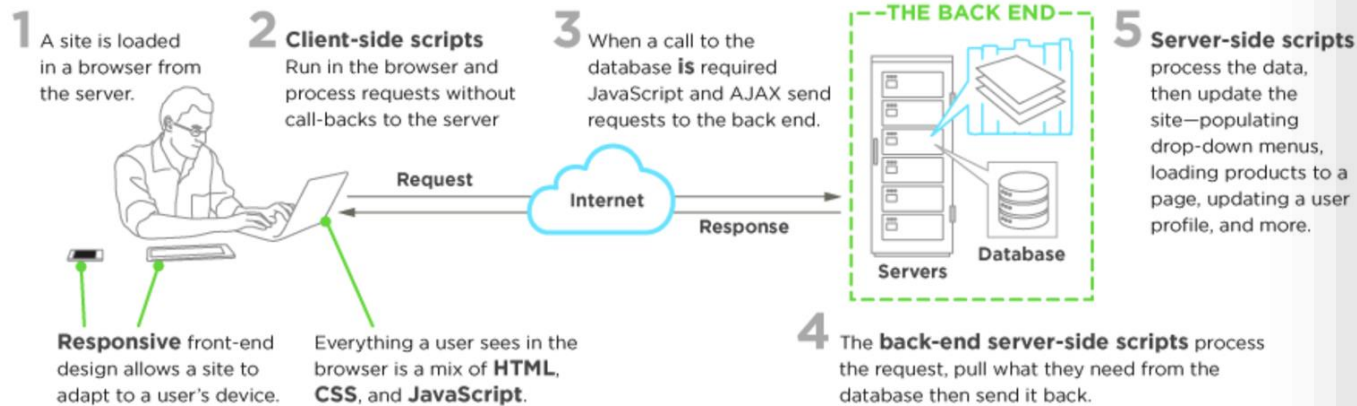 1 A site is loaded
in a browser from
the server.
2 Client-side scripts
Run in the browser and
process requests without
call-backs to the server
3 When a call to the
database is required
JavaScript and AJAX send
requests to the back end.
THE BACK END
5 Server-side scripts
process the data,
then update the
site—populating
drop-down menus,
loading products to a
page, updating a user
profile, and more.
Request
Internet
Response
Database
Servers
Responsive front-end
design allows a site to
adapt to a user's device.
Everything a user sees in the
browser is a mix of HTML,
CSS, and JavaScript.
4 The back-end server-side scripts process
the request, pull what they need from the
database then send it back.